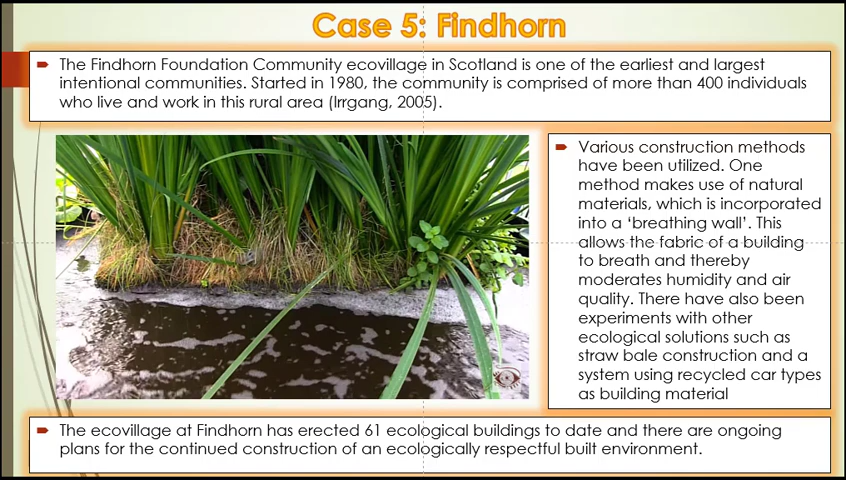 Case 5: Findhorn
The Findhorn Foundation Community ecovillage in Scotland is one of the earliest and largest
intentional communities. Started in 1980, the community is comprised of more than 400 individuals
who live and work in this rural area (Irrgang, 2005).
Various construction methods
have been utilized. One
method makes use of natural
materials, which is incorporated
into a ‘breathing wall’. This
allows the fabric of a building
to breath and thereby
moderates humidity and air
quality. There have also been
experiments with other
ecological solutions such as
straw bale construction and a
system using recycled car types
as building material
The ecovillage at Findhorn has erected 61 ecological buildings to date and there are ongoing
plans for the continued construction of an ecologically respectful built environment.